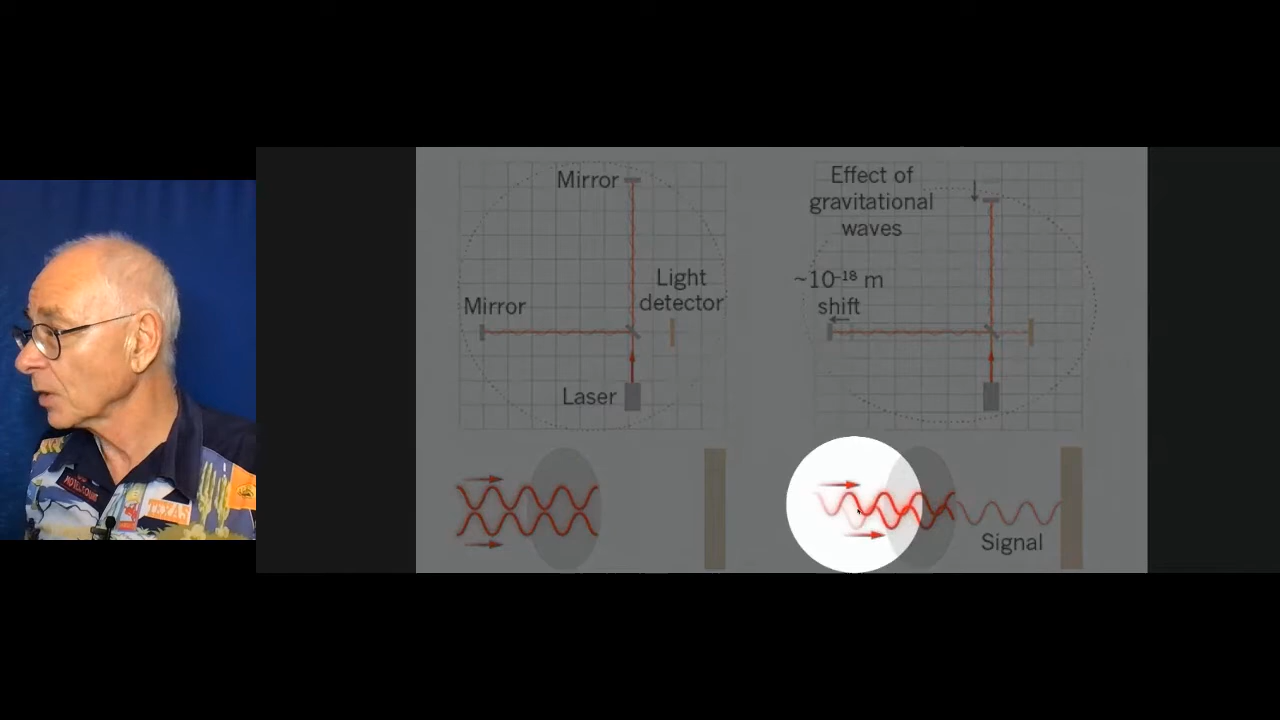 Mirror
Mirror
Light
detector
Laser
Effect of
gravitational
waves
~10⁻¹⁸ m
shift
Signal
TEXAS